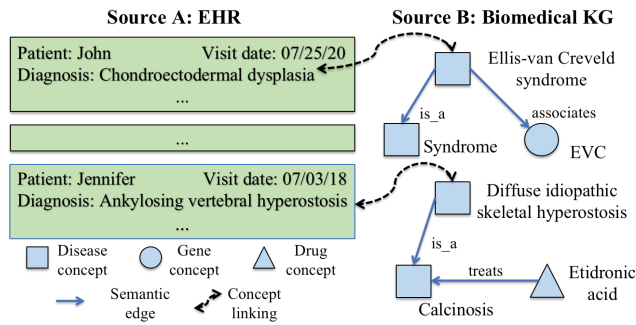 Source A: EHR
Source B: Biomedical KG
Patient: John Visit date: 07/25/20
Diagnosis: Chondroectodermal dysplasia
...
...
Patient: Jennifer Visit date: 07/03/18
Diagnosis: Ankylosing vertebral hyperostosis
...
Ellis-van Creveld
syndrome
is_a
associates
Syndrome
EVC
Diffuse idiopathic
skeletal hyperostosis
is_a
treats
Calcinosis
Etidronic
acid
Disease
concept
Gene
concept
Drug
concept
Semantic
edge
Concept
linking